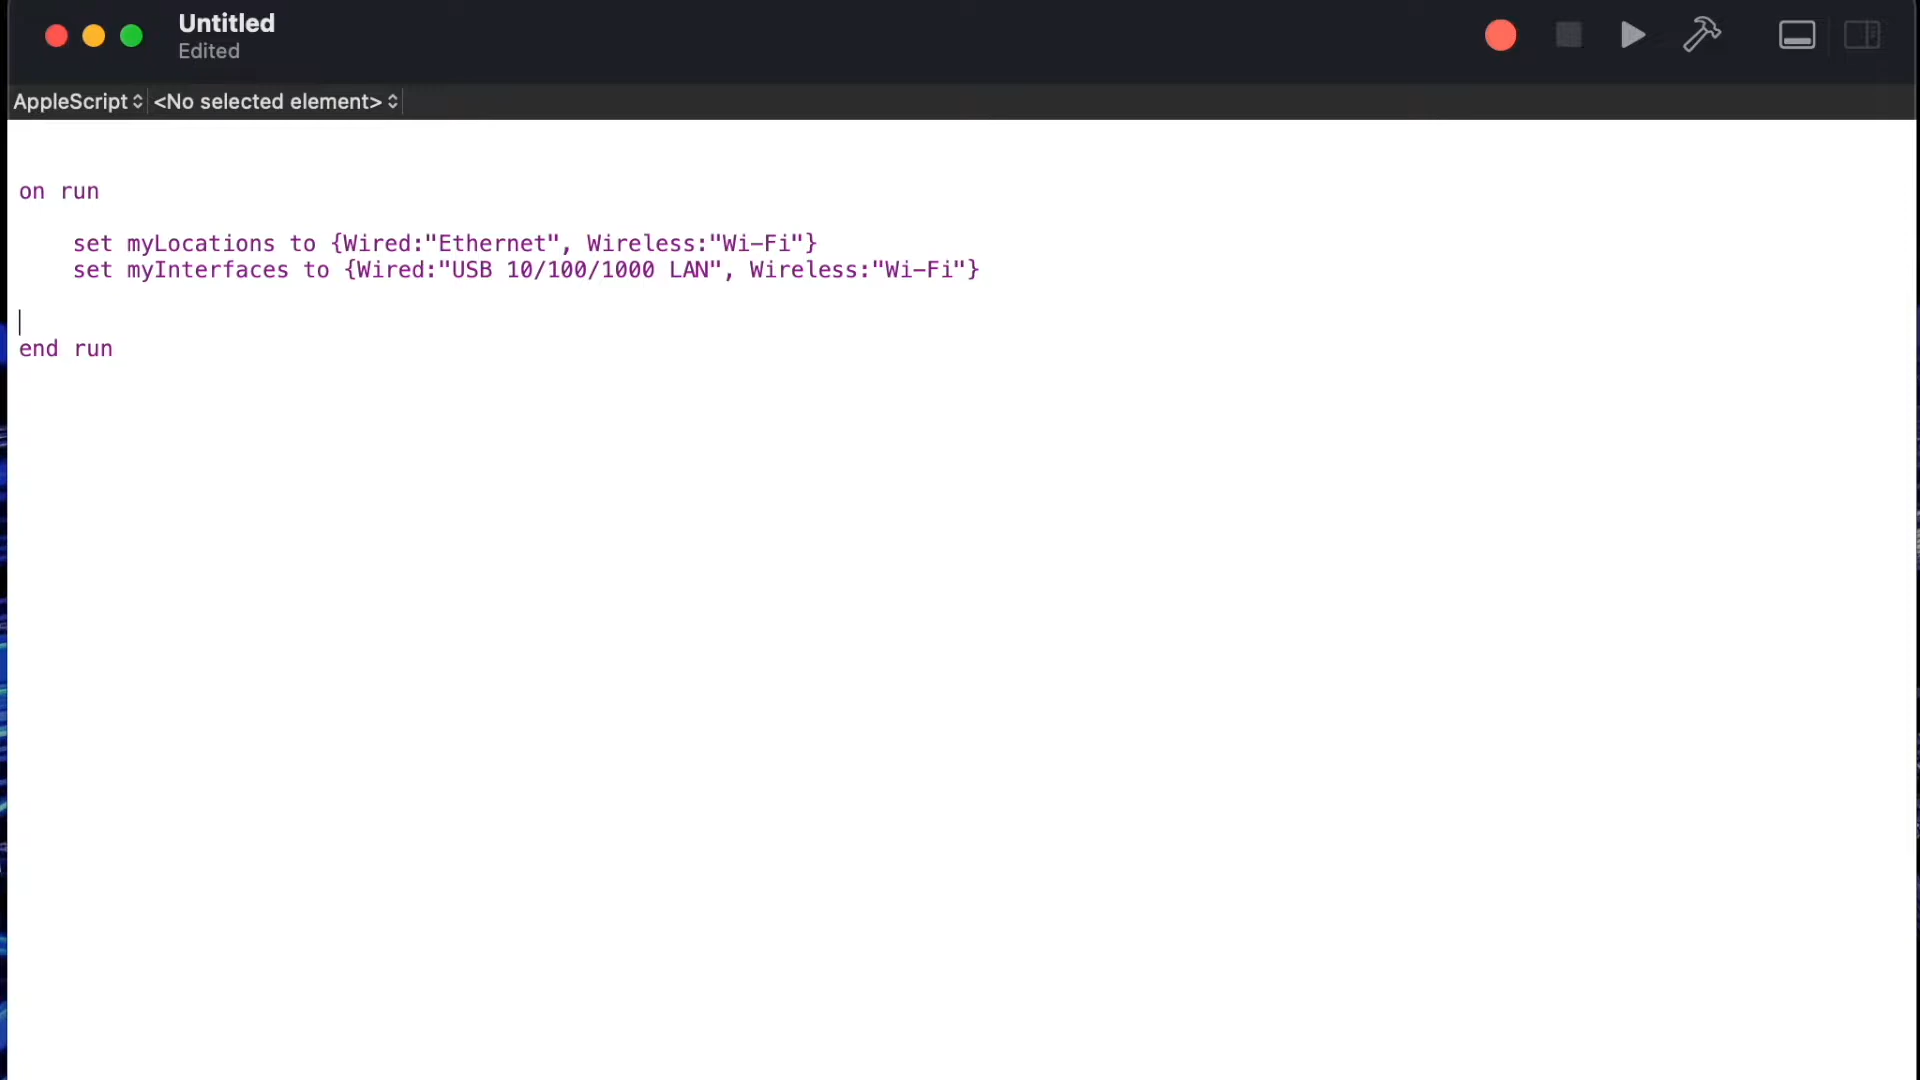 Untitled
Edited
AppleScript <No selected element>
on run
set myLocations to {Wired:"Ethernet", Wireless:"Wi-Fi"}
set myInterfaces to {Wired:"USB 10/100/1000 LAN", Wireless:"Wi-Fi"}
end run